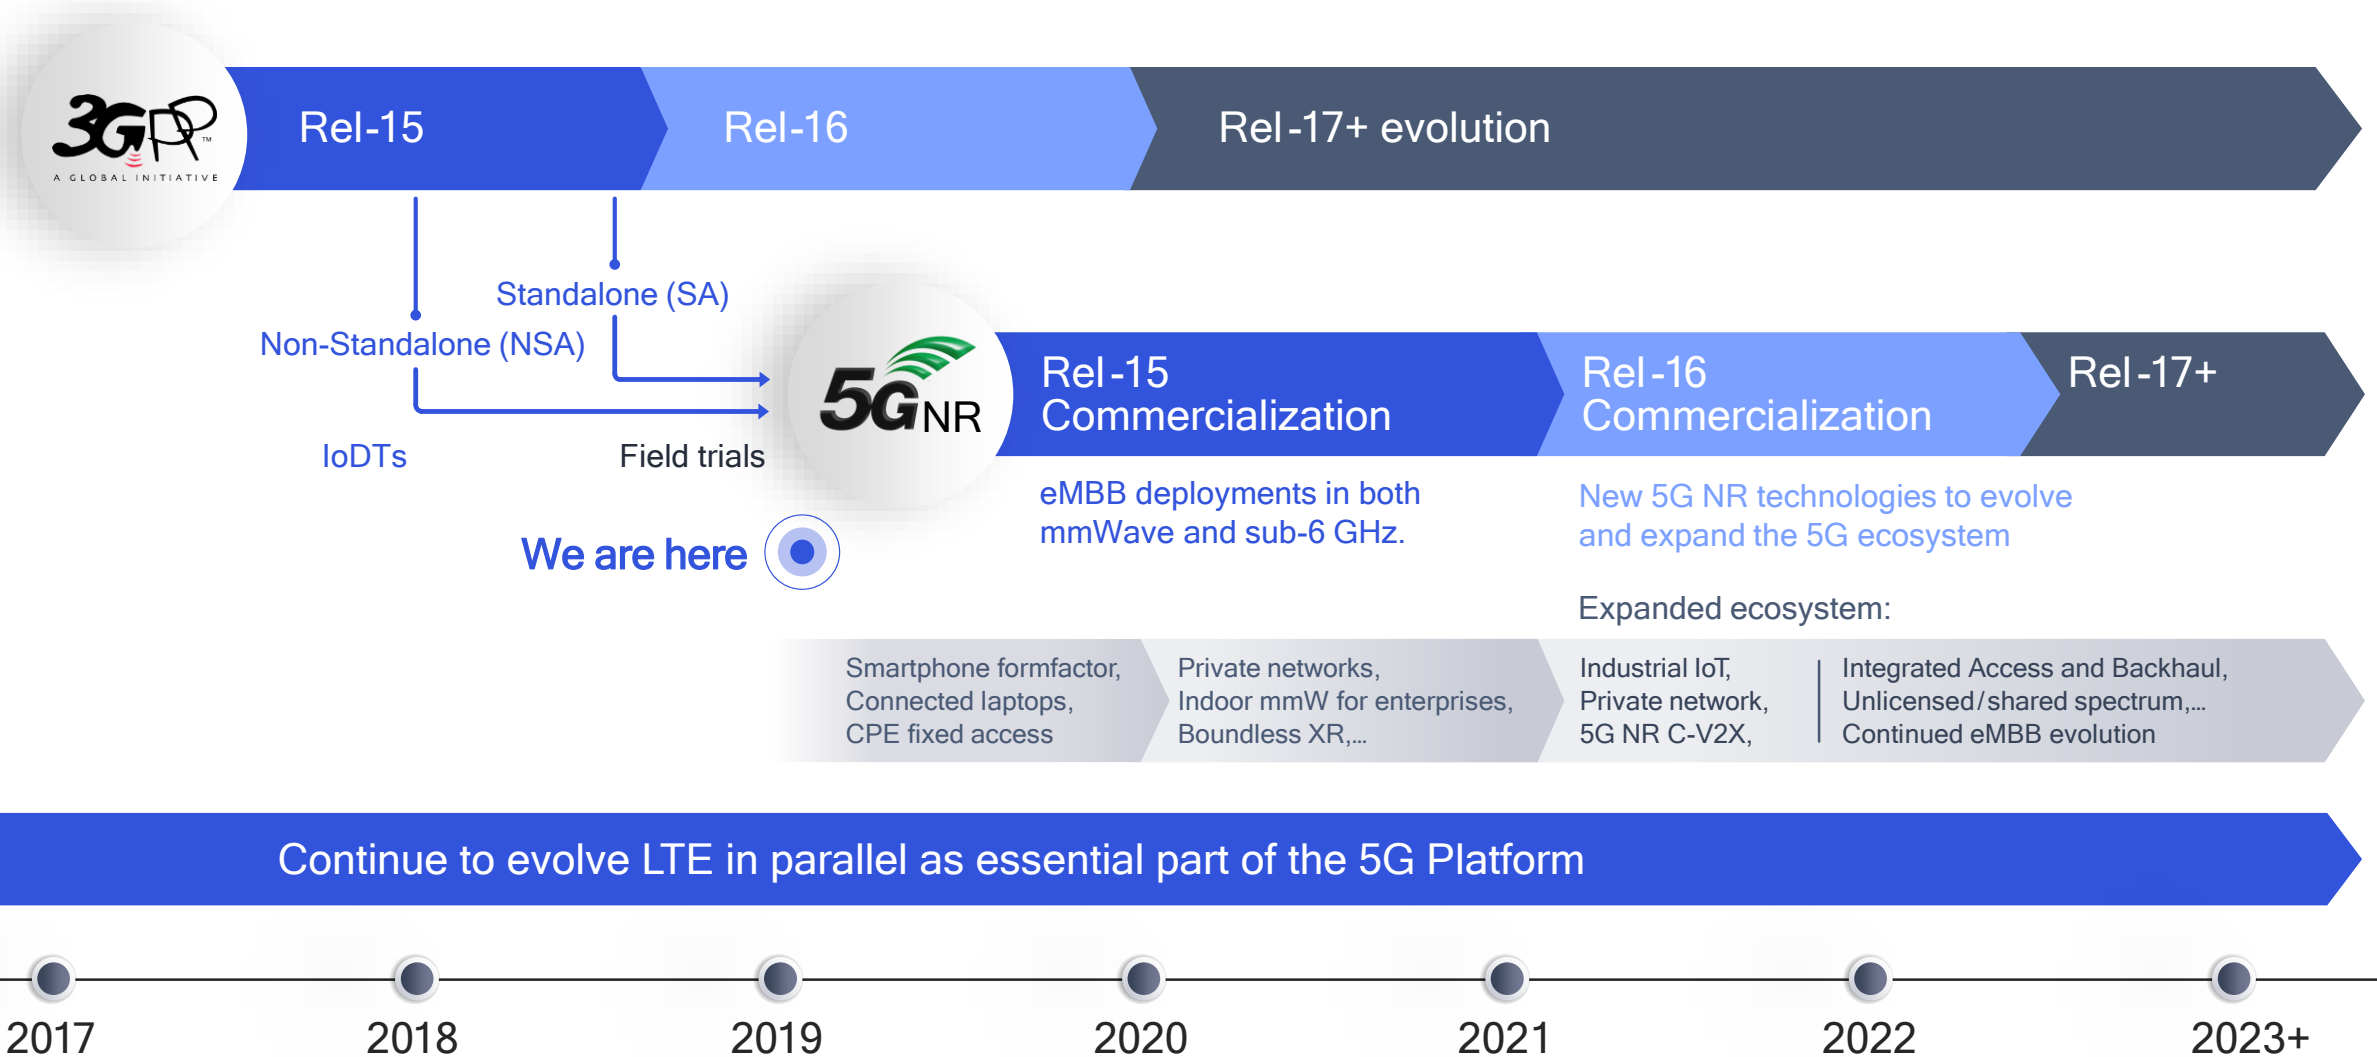 3GPP™
A GLOBAL INITIATIVE
Rel-15
Rel-16
Rel-17+ evolution
Standalone (SA)
Non-Standalone (NSA)
IoDTs
Field trials
We are here
5G NR
Rel-15
Commercialization
Rel-16
Commercialization
Rel-17+
eMBB deployments in both
mmWave and sub-6 GHz.
New 5G NR technologies to evolve
and expand the 5G ecosystem
Expanded ecosystem:
Smartphone formfactor,
Connected laptops,
CPE fixed access
Private networks,
Indoor mmW for enterprises,
Boundless XR,...
Industrial IoT,
Private network,
5G NR C-V2X,
Integrated Access and Backhaul,
Unlicensed/shared spectrum,...
Continued eMBB evolution
Continue to evolve LTE in parallel as essential part of the 5G Platform
2017
2018
2019
2020
2021
2022
2023+